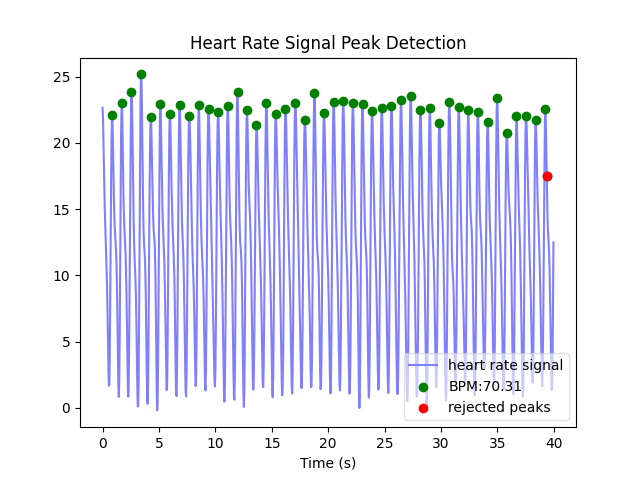 Heart Rate Signal Peak Detection
25
20
15
10
5
0
heart rate signal
BPM:70.31
rejected peaks
0 5 10 15 20 25 30 35 40
Time (s)